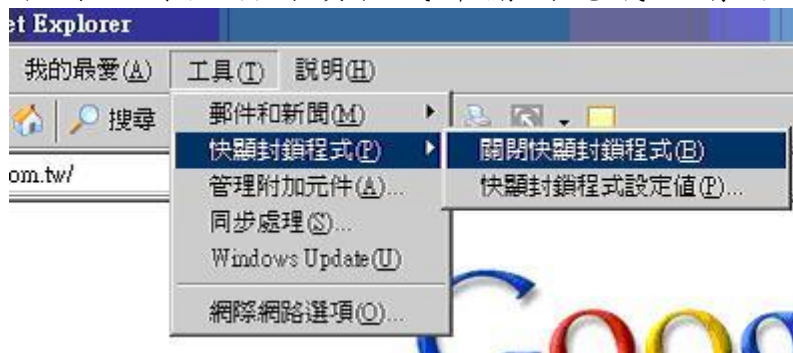 et Explorer
我的最愛(A) 工具(T) 說明(H)
搜尋
om.tw/
郵件和新聞(M)
快顯封鎖程式(P)
管理附加元件(A)...
同步處理(S)...
Windows Update(U)
網際網路選項(O)...
關閉快顯封鎖程式(B)
快顯封鎖程式設定值(P)...
Goo